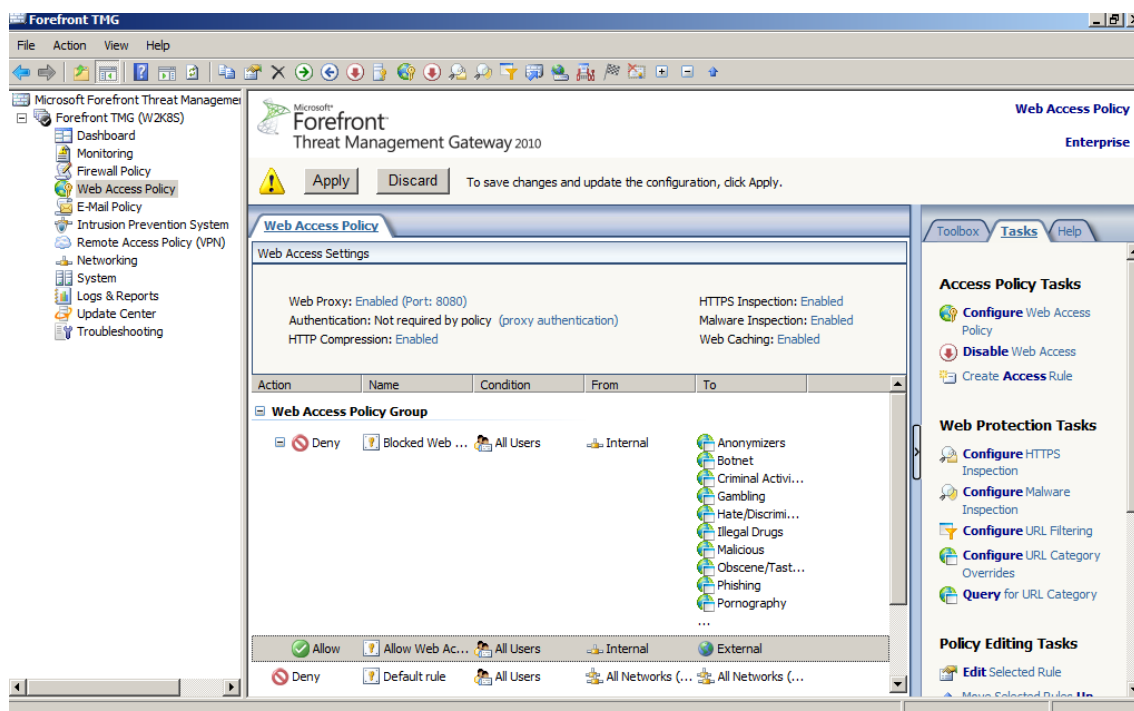 Forefront TMG
File Action View Help
Microsoft Forefront Threat Manageme
Forefront TMG (W2K8S)
Dashboard
Monitoring
Firewall Policy
Web Access Policy
E-Mail Policy
Intrusion Prevention System
Remote Access Policy (VPN)
Networking
System
Logs & Reports
Update Center
Troubleshooting
Microsoft
Forefront
Threat Management Gateway 2010
Web Access Policy
Enterprise
Apply Discard To save changes and update the configuration, click Apply.
Web Access Policy
Web Access Settings
Web Proxy: Enabled (Port: 8080)
Authentication: Not required by policy (proxy authentication)
HTTP Compression: Enabled
HTTPS Inspection: Enabled
Malware Inspection: Enabled
Web Caching: Enabled
Action Name Condition From To
Web Access Policy Group
Deny Blocked Web ... All Users Internal Anonymizers
Botnet
Criminal Activi...
Gambling
Hate/Discrimi...
Illegal Drugs
Malicious
Obscene/Tast...
Phishing
Pornography
...
Allow Allow Web Ac... All Users Internal External
Deny Default rule All Users All Networks (... All Networks (...
Toolbox Tasks Help
Access Policy Tasks
Configure Web Access
Policy
Disable Web Access
Create Access Rule
Web Protection Tasks
Configure HTTPS
Inspection
Configure Malware
Inspection
Configure URL Filtering
Configure URL Category
Overrides
Query for URL Category
Policy Editing Tasks
Edit Selected Rule
Move Selected Rules Up